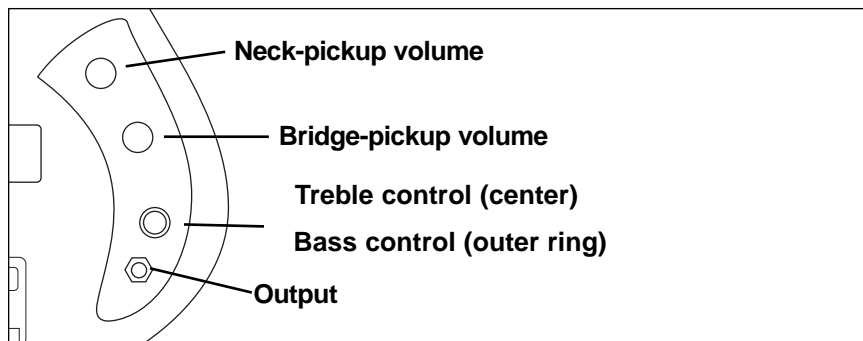 Neck-pickup volume
Bridge-pickup volume
Treble control (center)
Bass control (outer ring)
Output